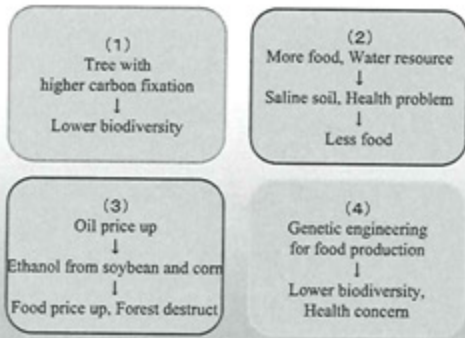 (1)
Tree with
higher carbon fixation
↓
Lower biodiversity
(2)
More food, Water resource
↓
Saline soil, Health problem
↓
Less food
(3)
Oil price up
↓
Ethanol from soybean and corn
↓
Food price up, Forest destruct
(4)
Genetic engineering
for food production
↓
Lower biodiversity,
Health concern